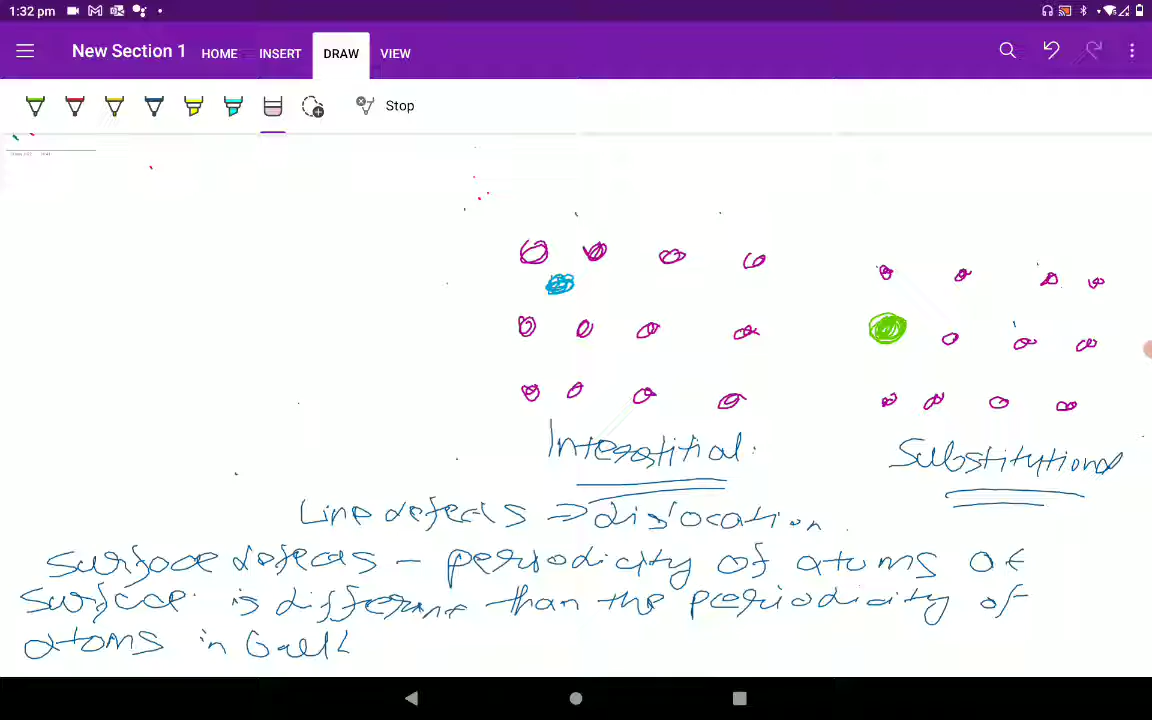 1:32 pm
New Section 1 HOME INSERT DRAW VIEW
Stop
Interstitial
Substitutional
Line defects ⇒ dislocation
Surface defects - periodicity of atoms of
surface is different than the periodicity of
atoms in bulk